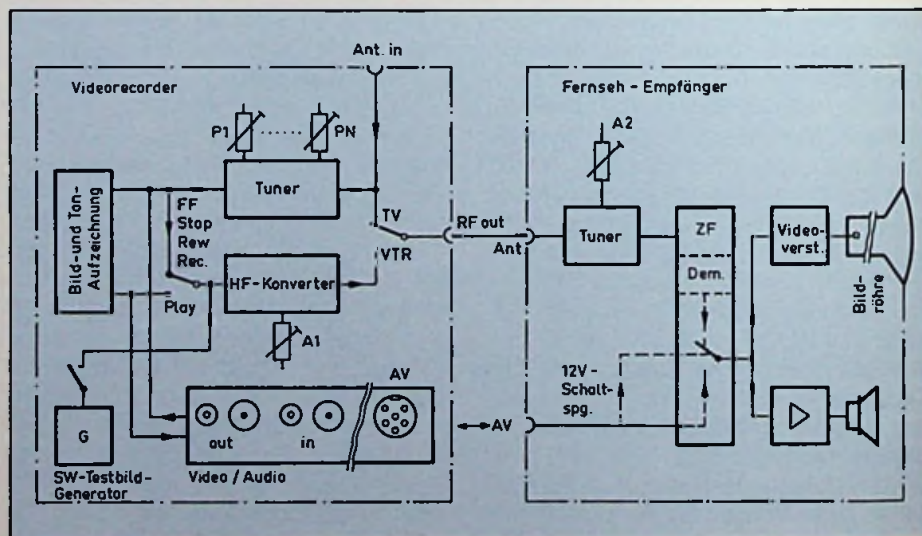 Ant. in
Videorecorder
P1
PN
Tuner
Bild-und Ton-
Aufzeichnung
FF
Stop
Rew
Rec.
Play
TV
VTR
HF-Konverter
A1
RF out
G
SW-Testbild-
Generator
out
in
AV
Video / Audio
Fernseh - Empfänger
A2
Ant
Tuner
ZF
Dem.
12V -
Schalt-
spg.
AV
Video-
verst.
Bild-
röhre